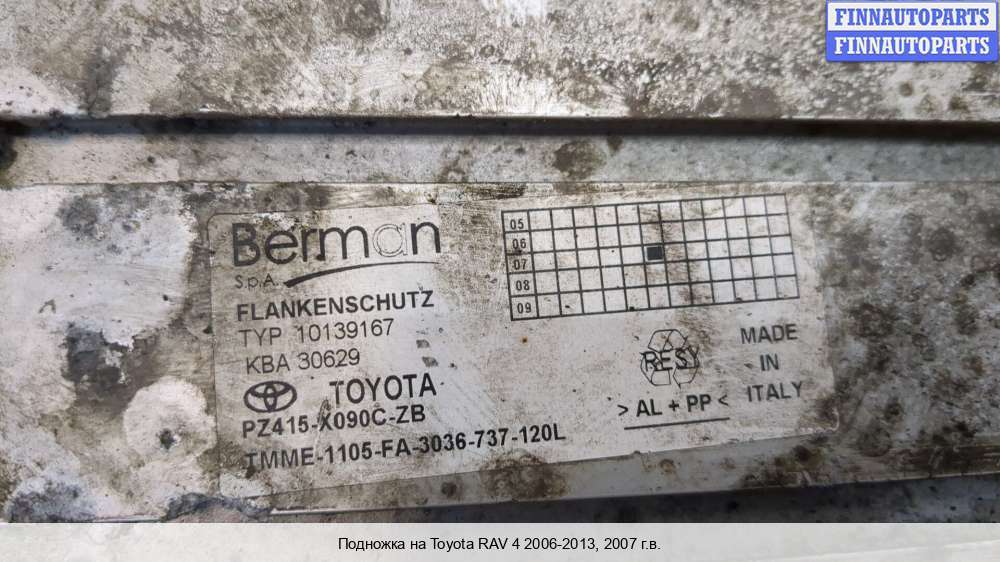 FINNAUTOPARTS
FINNAUTOPARTS
Berman
S.p.A.
FLANKENSCHUTZ
TYP 10139167
KBA 30629
TOYOTA
PZ415-X090C-ZB
TMME-1105-FA-3036-737-120L
05
06
07
08
09
RESY
> AL + PP <
MADE
IN
ITALY
Подножка на Toyota RAV 4 2006-2013, 2007 г.в.